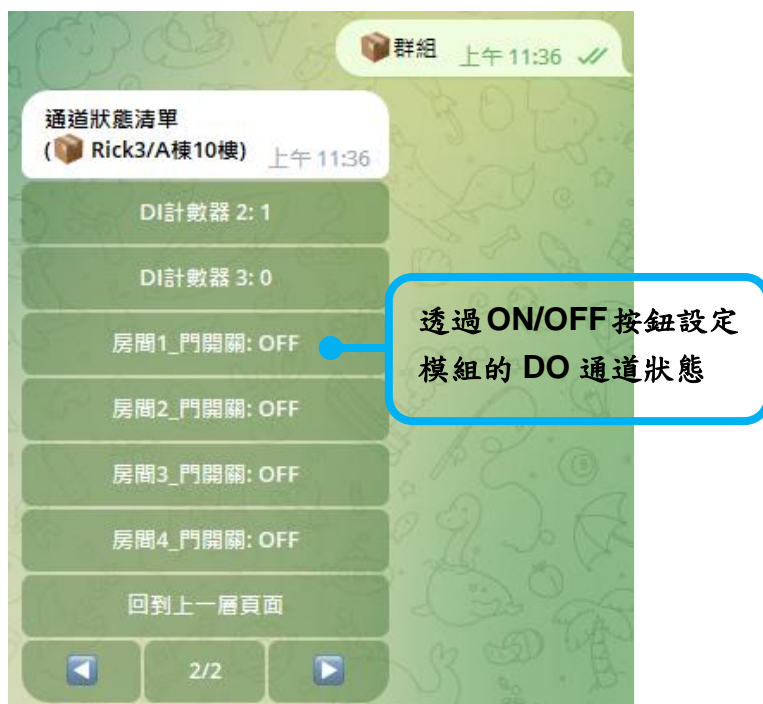 📦群組 上午 11:36
通道狀態清單
(📦 Rick3/A棟10樓) 上午 11:36
DI計數器 2: 1
DI計數器 3: 0
房間1_門開關: OFF
透過ON/OFF按鈕設定
模組的 DO 通道狀態
房間2_門開關: OFF
房間3_門開關: OFF
房間4_門開關: OFF
回到上一層頁面
2/2